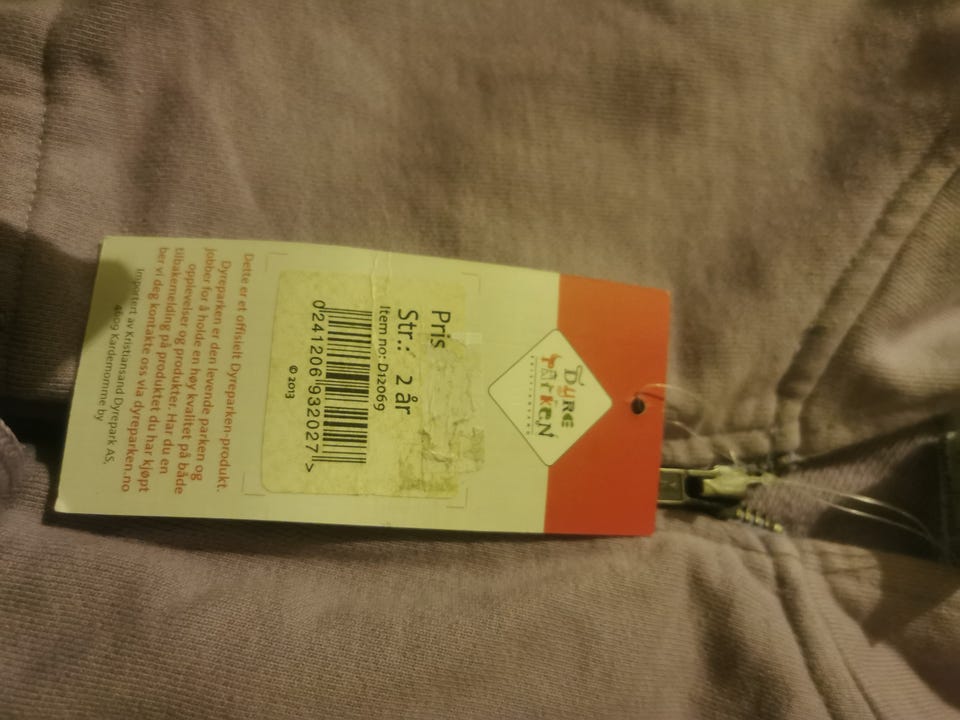 DYRE
PARKEN
KRISTIANSAND
Pris
Str.: 2 år
Item no: D12069
0241206 932027 >
© 2013
Dette er et offisielt Dyreparken-produkt.
Dyreparken er den levende parken og
jobber for å holde en høy kvalitet på både
opplevelser og produkter. Har du en
tilbakemelding på produktet du har kjøpt
ber vi deg kontakte oss via dyreparken.no
Importert av Kristiansand Dyrepark AS,
4609 Kardemomme by